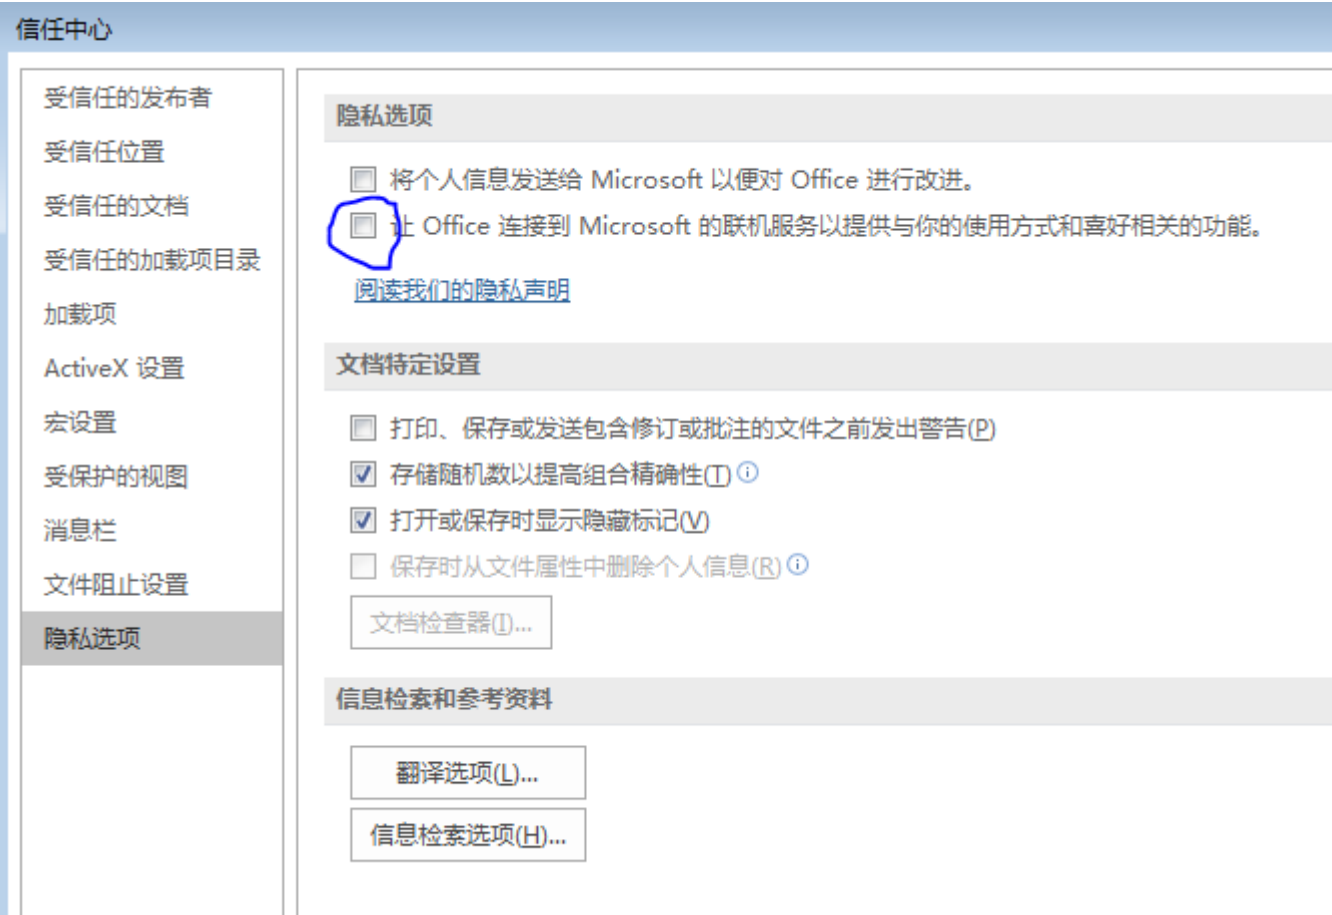 信任中心
受信任的发布者
受信任位置
受信任的文档
受信任的加载项目录
加载项
ActiveX 设置
宏设置
受保护的视图
消息栏
文件阻止设置
隐私选项
隐私选项
将个人信息发送给 Microsoft 以便对 Office 进行改进。
让 Office 连接到 Microsoft 的联机服务以提供与你的使用方式和喜好相关的功能。
阅读我们的隐私声明
文档特定设置
打印、保存或发送包含修订或批注的文件之前发出警告(P)
存储随机数以提高组合精确性(T)
打开或保存时显示隐藏标记(V)
保存时从文件属性中删除个人信息(R)
文档检查器(I)...
信息检索和参考资料
翻译选项(L)...
信息检索选项(H)...